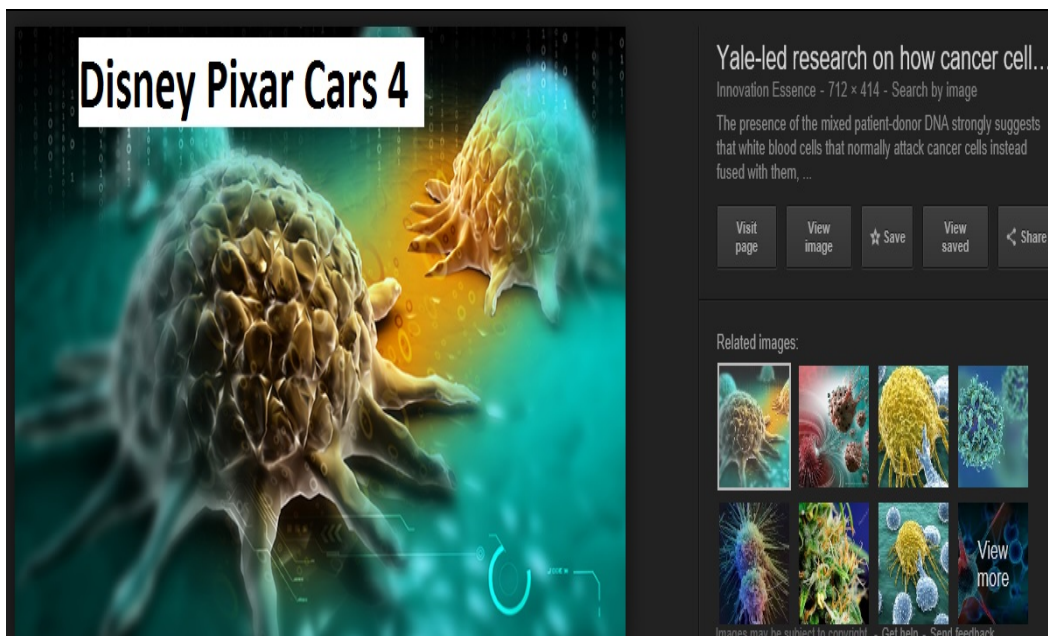 Disney Pixar Cars 4
Yale-led research on how cancer cell...
Innovation Essence - 712 × 414 - Search by image
The presence of the mixed patient-donor DNA strongly suggests
that white blood cells that normally attack cancer cells instead
fused with them, ...
Visit
page
View
image
Save
View
saved
Share
Related images:
View
more
Images may be subject to copyright
Get help - Send feedback